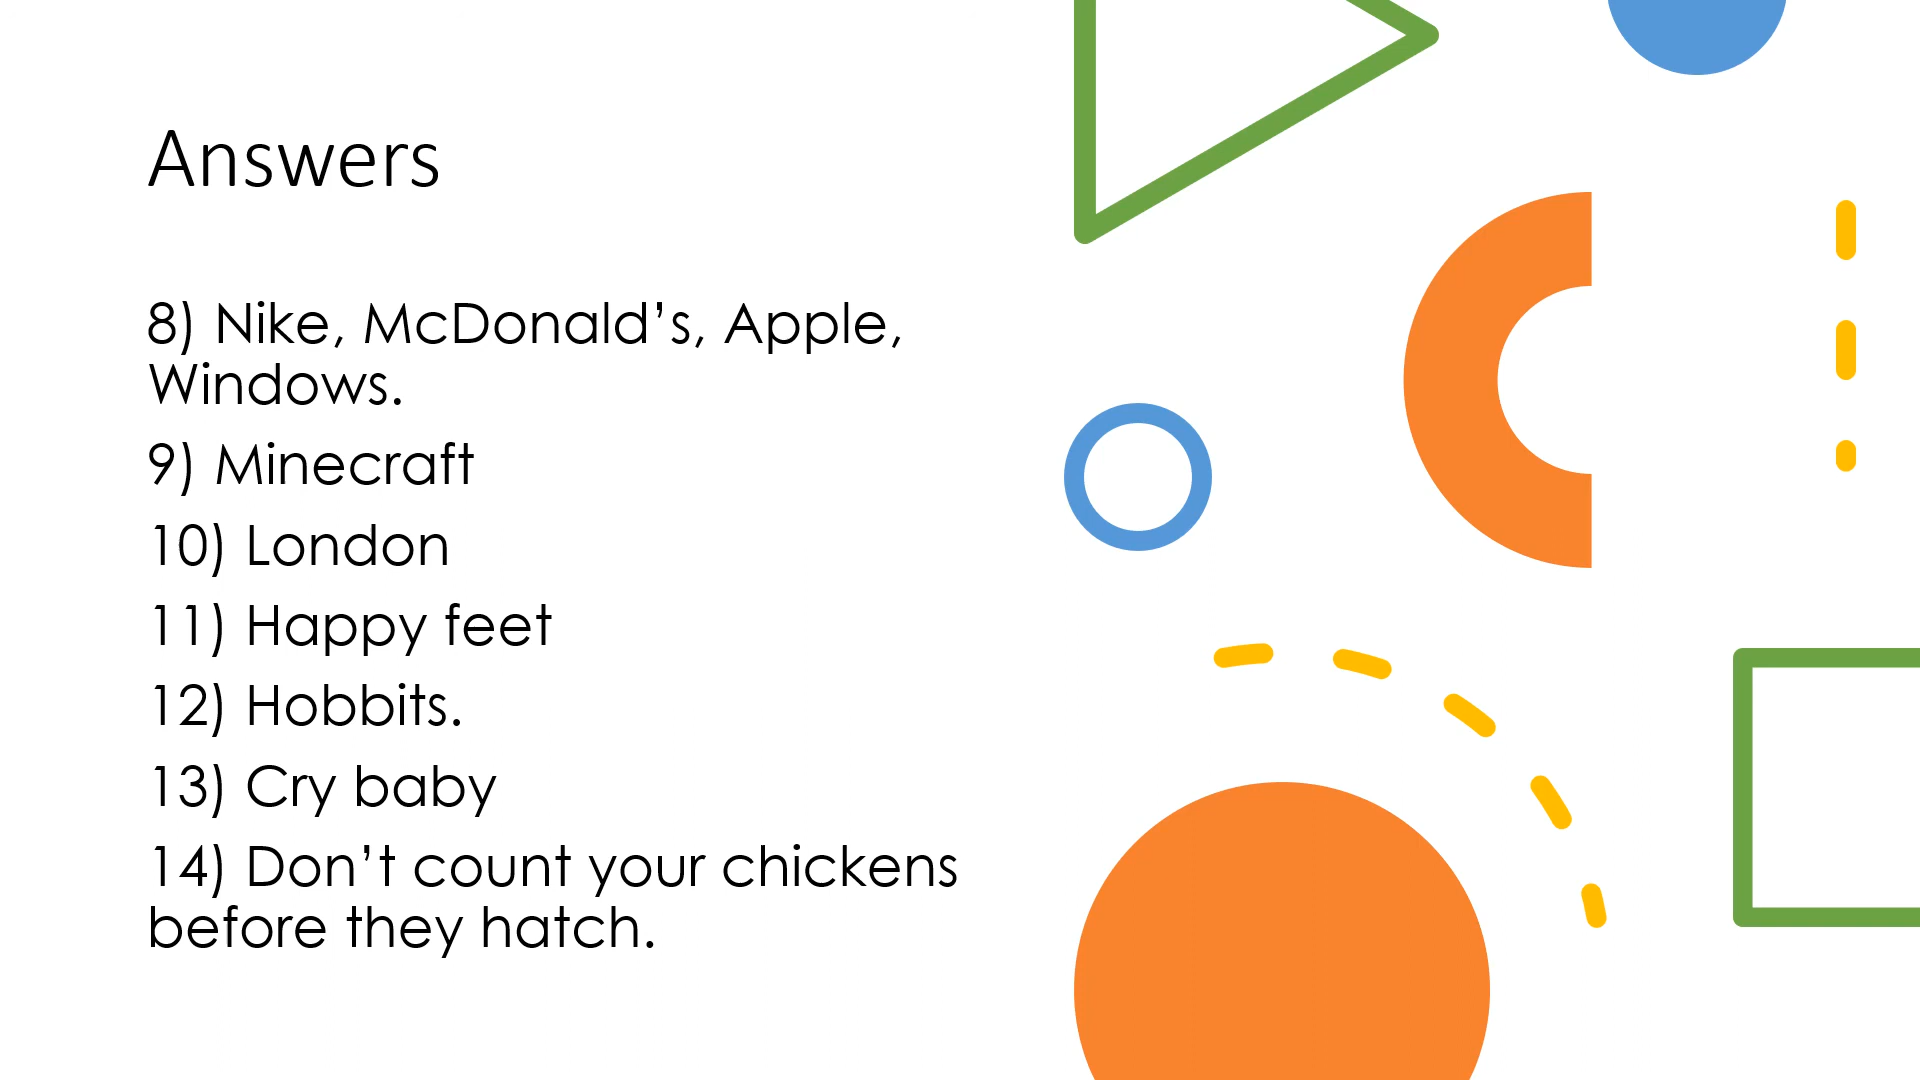 Answers
8) Nike, McDonald’s, Apple,
Windows.
9) Minecraft
10) London
11) Happy feet
12) Hobbits.
13) Cry baby
14) Don’t count your chickens
before they hatch.